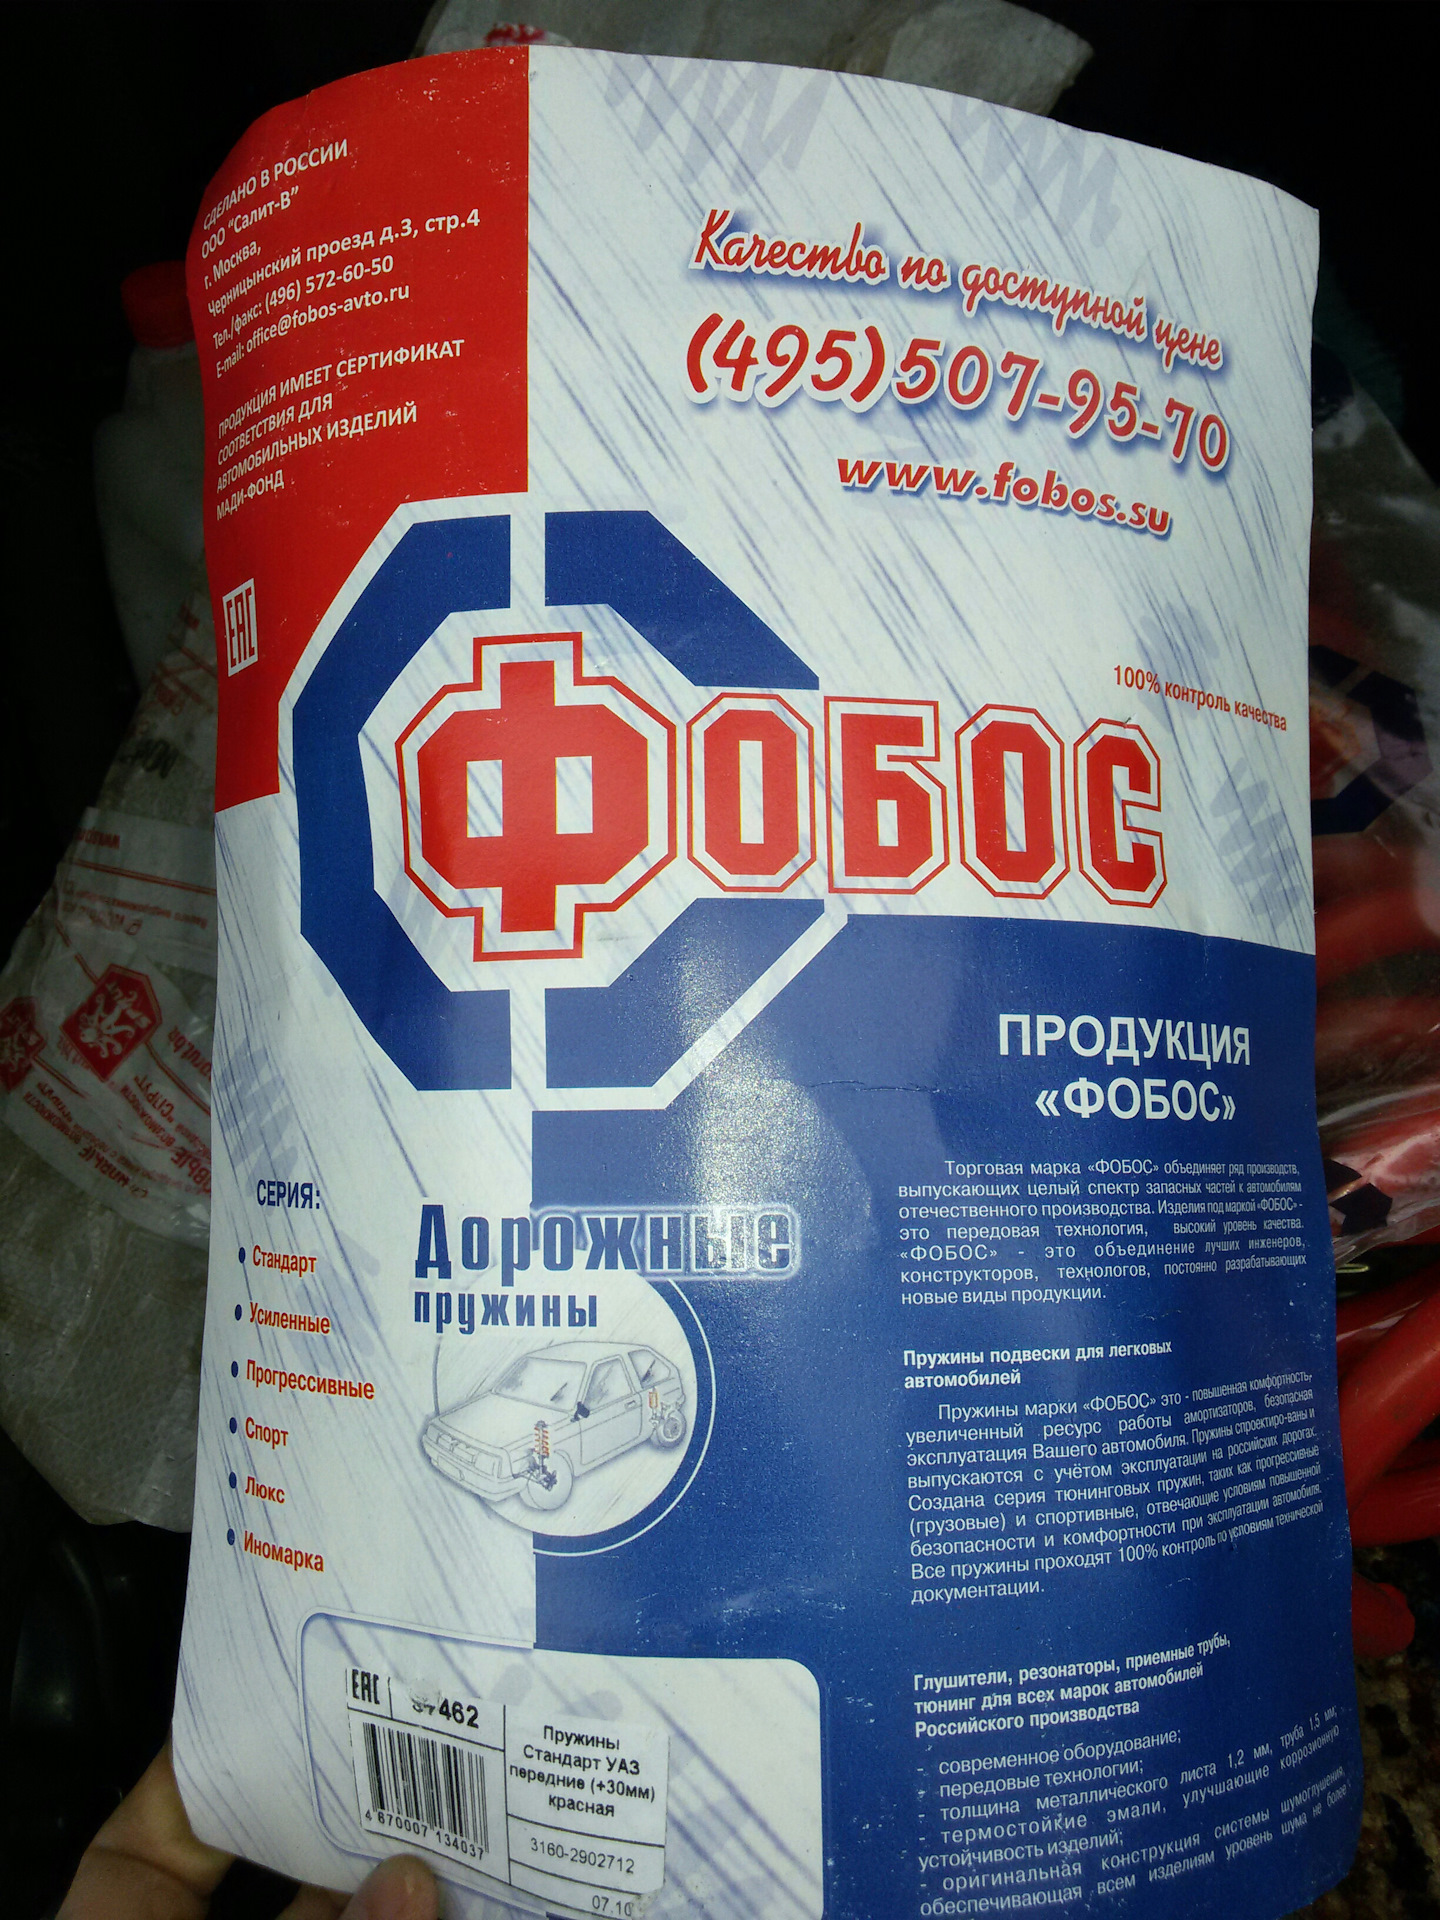 СДЕЛАНО В РОССИИ
ООО "Салит-В"
г. Москва,
Черницынский проезд д.3, стр.4
Тел./факс: (496) 572-60-50
E-mail: office@fobos-avto.ru
ПРОДУКЦИЯ ИМЕЕТ СЕРТИФИКАТ
СООТВЕТСТВИЯ ДЛЯ
АВТОМОБИЛЬНЫХ ИЗДЕЛИЙ
МАДИ-ФОНД
EAC
Качество по доступной цене
(495)507-95-70
www.fobos.su
100% контроль качества
ФОБОС
ПРОДУКЦИЯ
«ФОБОС»
Торговая марка «ФОБОС» объединяет ряд производств,
выпускающих целый спектр запасных частей к автомобилям
отечественного производства. Изделия под маркой «ФОБОС» -
это передовая технология, высокий уровень качества.
«ФОБОС» - это объединение лучших инженеров,
конструкторов, технологов, постоянно разрабатывающих
новые виды продукции.
Пружины подвески для легковых
автомобилей
Пружины марки «ФОБОС» это - повышенная комфортность,
увеличенный ресурс работы амортизаторов, безопасная
эксплуатация Вашего автомобиля. Пружины спроектиро-ваны и
выпускаются с учётом эксплуатации на российских дорогах.
Создана серия тюнинговых пружин, таких как прогрессивные
(грузовые) и спортивные, отвечающие условиям повышенной
безопасности и комфортности при эксплуатации автомобиля.
Все пружины проходят 100% контроль по условиям технической
документации.
Глушители, резонаторы, приемные трубы,
тюнинг для всех марок автомобилей
Российского производства
- современное оборудование;
- передовые технологии;
- толщина металлического листа 1,2 мм, труба 1,5 мм;
- термостойкие эмали, улучшающие коррозионную
устойчивость изделий;
- оригинальная конструкция системы шумоглушения,
обеспечивающая всем изделиям уровень шума не более
СЕРИЯ:
• Стандарт
• Усиленные
• Прогрессивные
• Спорт
• Люкс
• Иномарка
Дорожные
пружины
EAC
462
4 670007 134037
Пружины
Стандарт УАЗ
передние (+30мм)
красная
3160-2902712
07.10